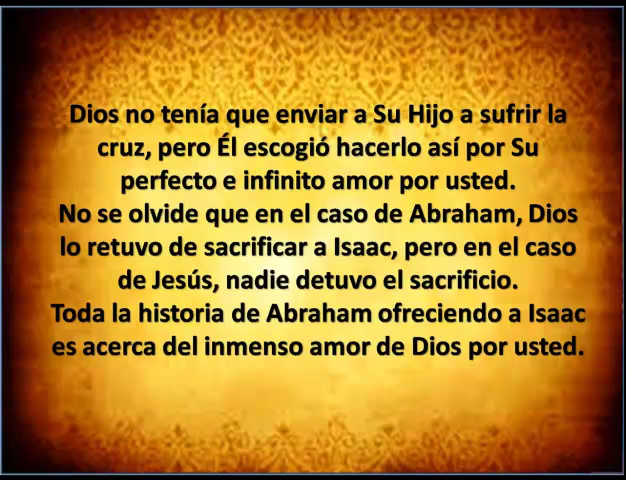 Dios no tenía que enviar a Su Hijo a sufrir la
cruz, pero Él escogió hacerlo así por Su
perfecto e infinito amor por usted.
No se olvide que en el caso de Abraham, Dios
lo retuvo de sacrificar a Isaac, pero en el caso
de Jesús, nadie detuvo el sacrificio.
Toda la historia de Abraham ofreciendo a Isaac
es acerca del inmenso amor de Dios por usted.